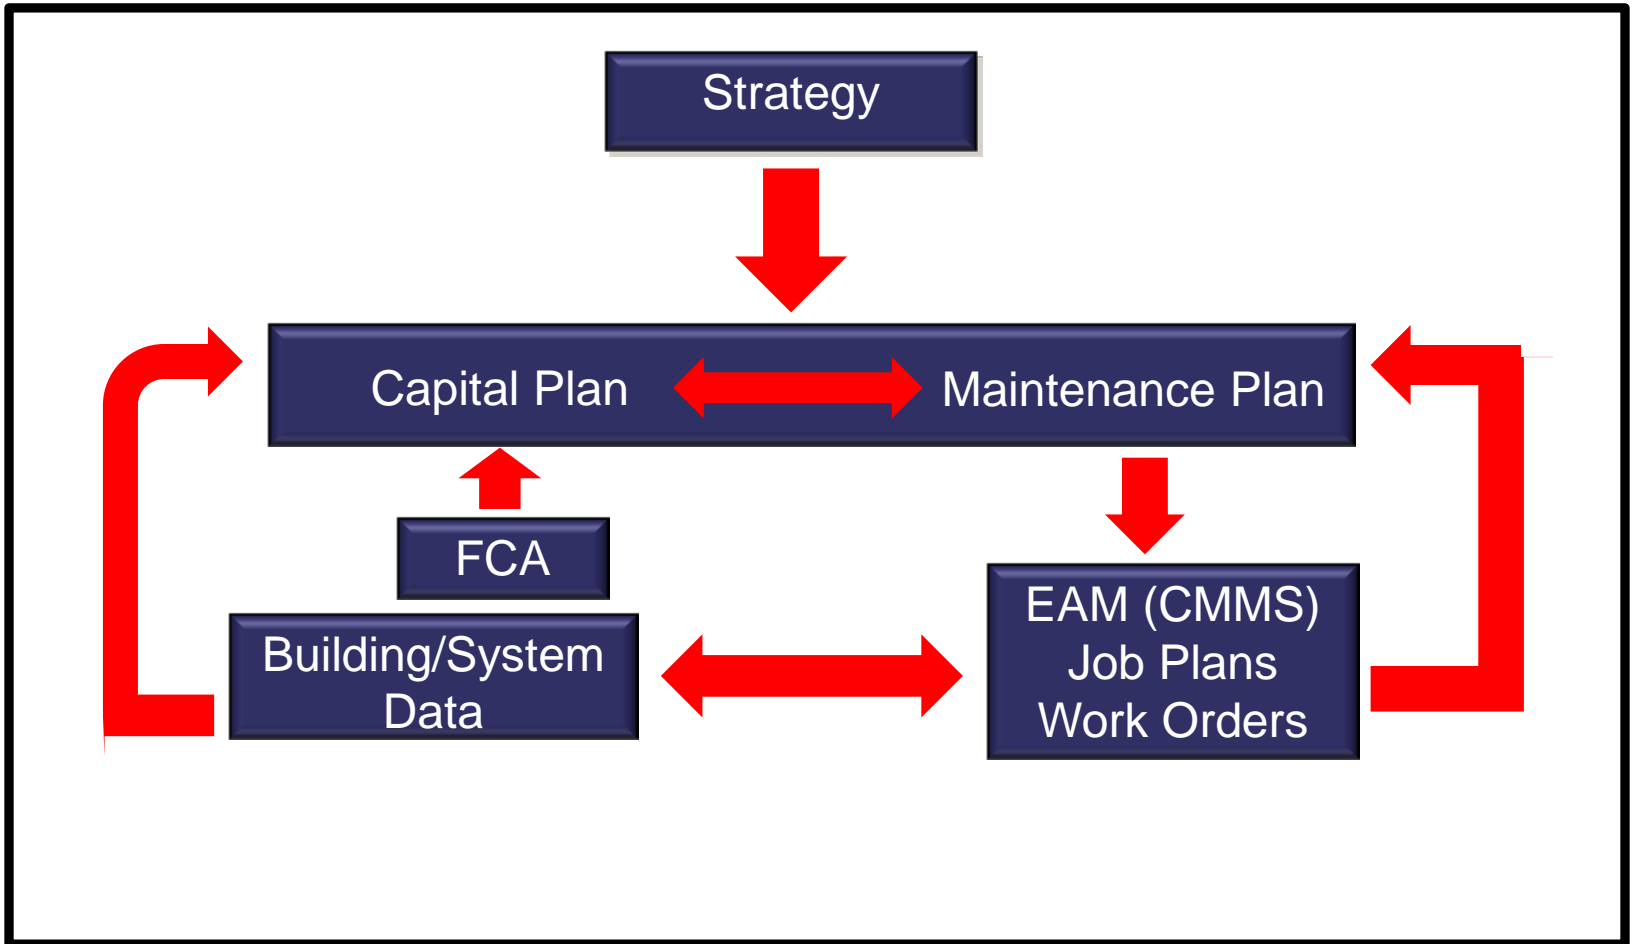 Strategy
Capital Plan
Maintenance Plan
FCA
Building/System
Data
EAM (CMMS)
Job Plans
Work Orders